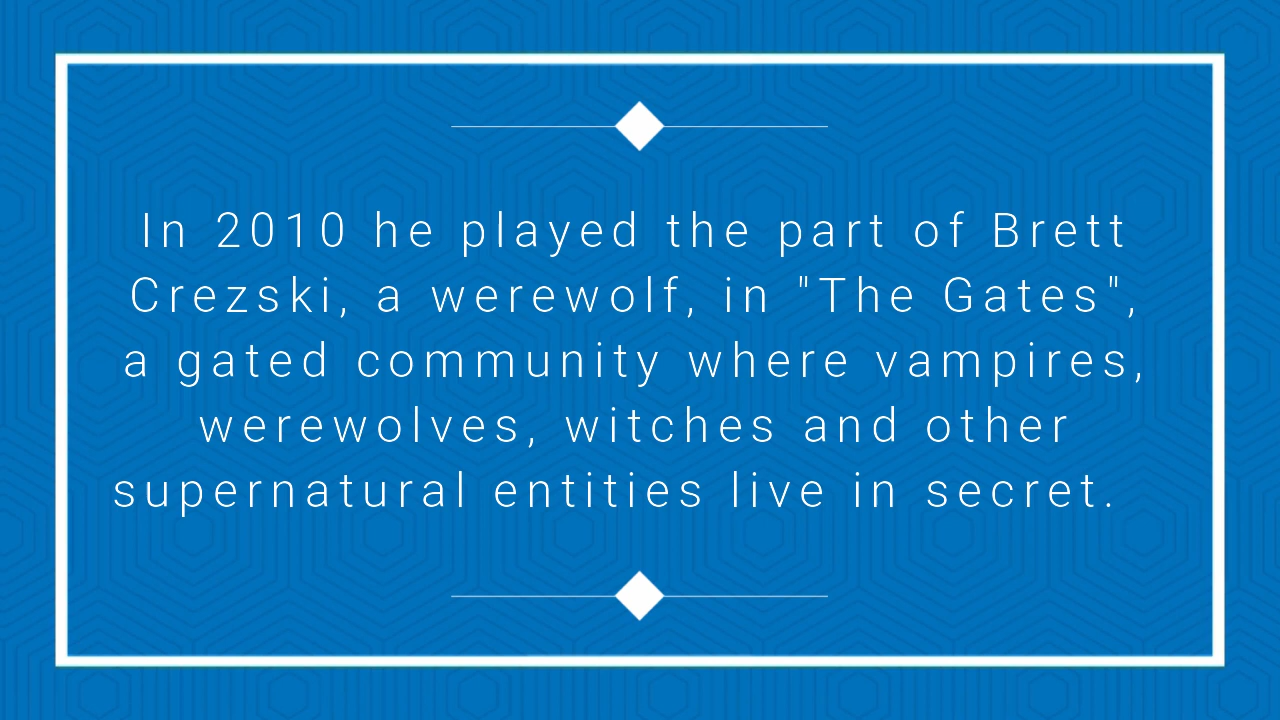 In 2010 he played the part of Brett
Crezski, a werewolf, in "The Gates",
a gated community where vampires,
werewolves, witches and other
supernatural entities live in secret.